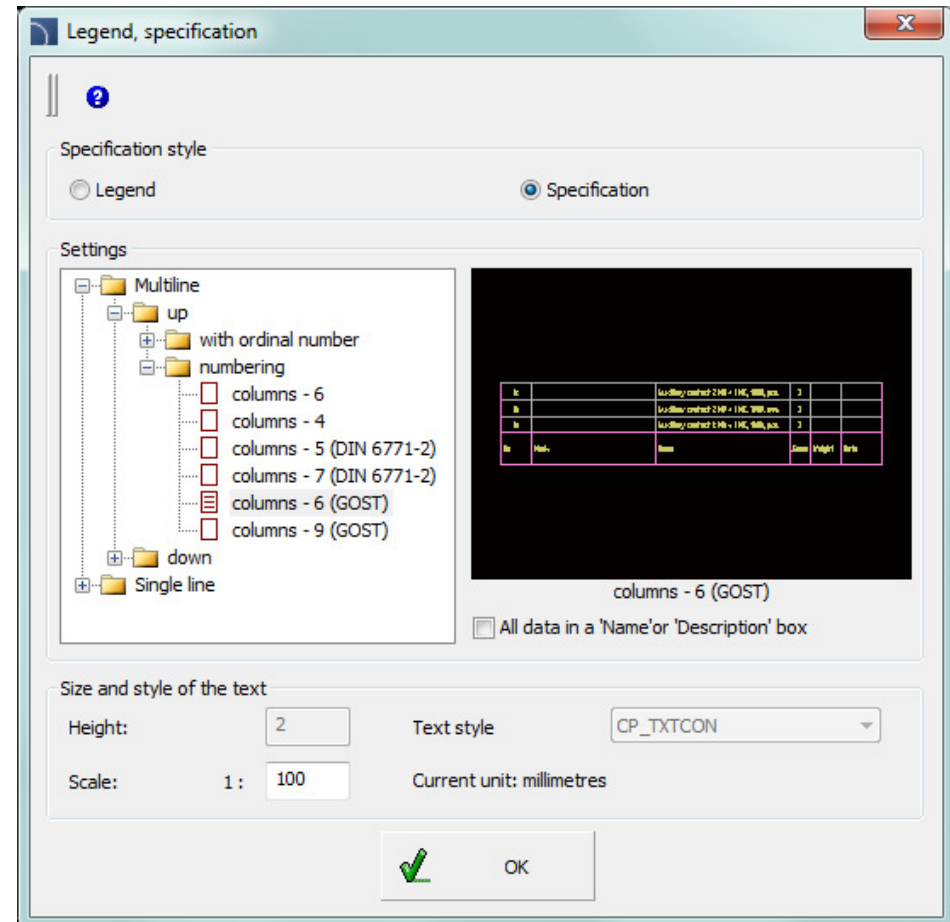 Legend, specification
Specification style
Legend
Specification
Settings
Multiline
up
with ordinal number
numbering
columns - 6
columns - 4
columns - 5 (DIN 6771-2)
columns - 7 (DIN 6771-2)
columns - 6 (GOST)
columns - 9 (GOST)
down
Single line
columns - 6 (GOST)
All data in a 'Name'or 'Description' box
Size and style of the text
Height: 2 Text style CP_TXTCON
Scale: 1 : 100 Current unit: millimetres
OK